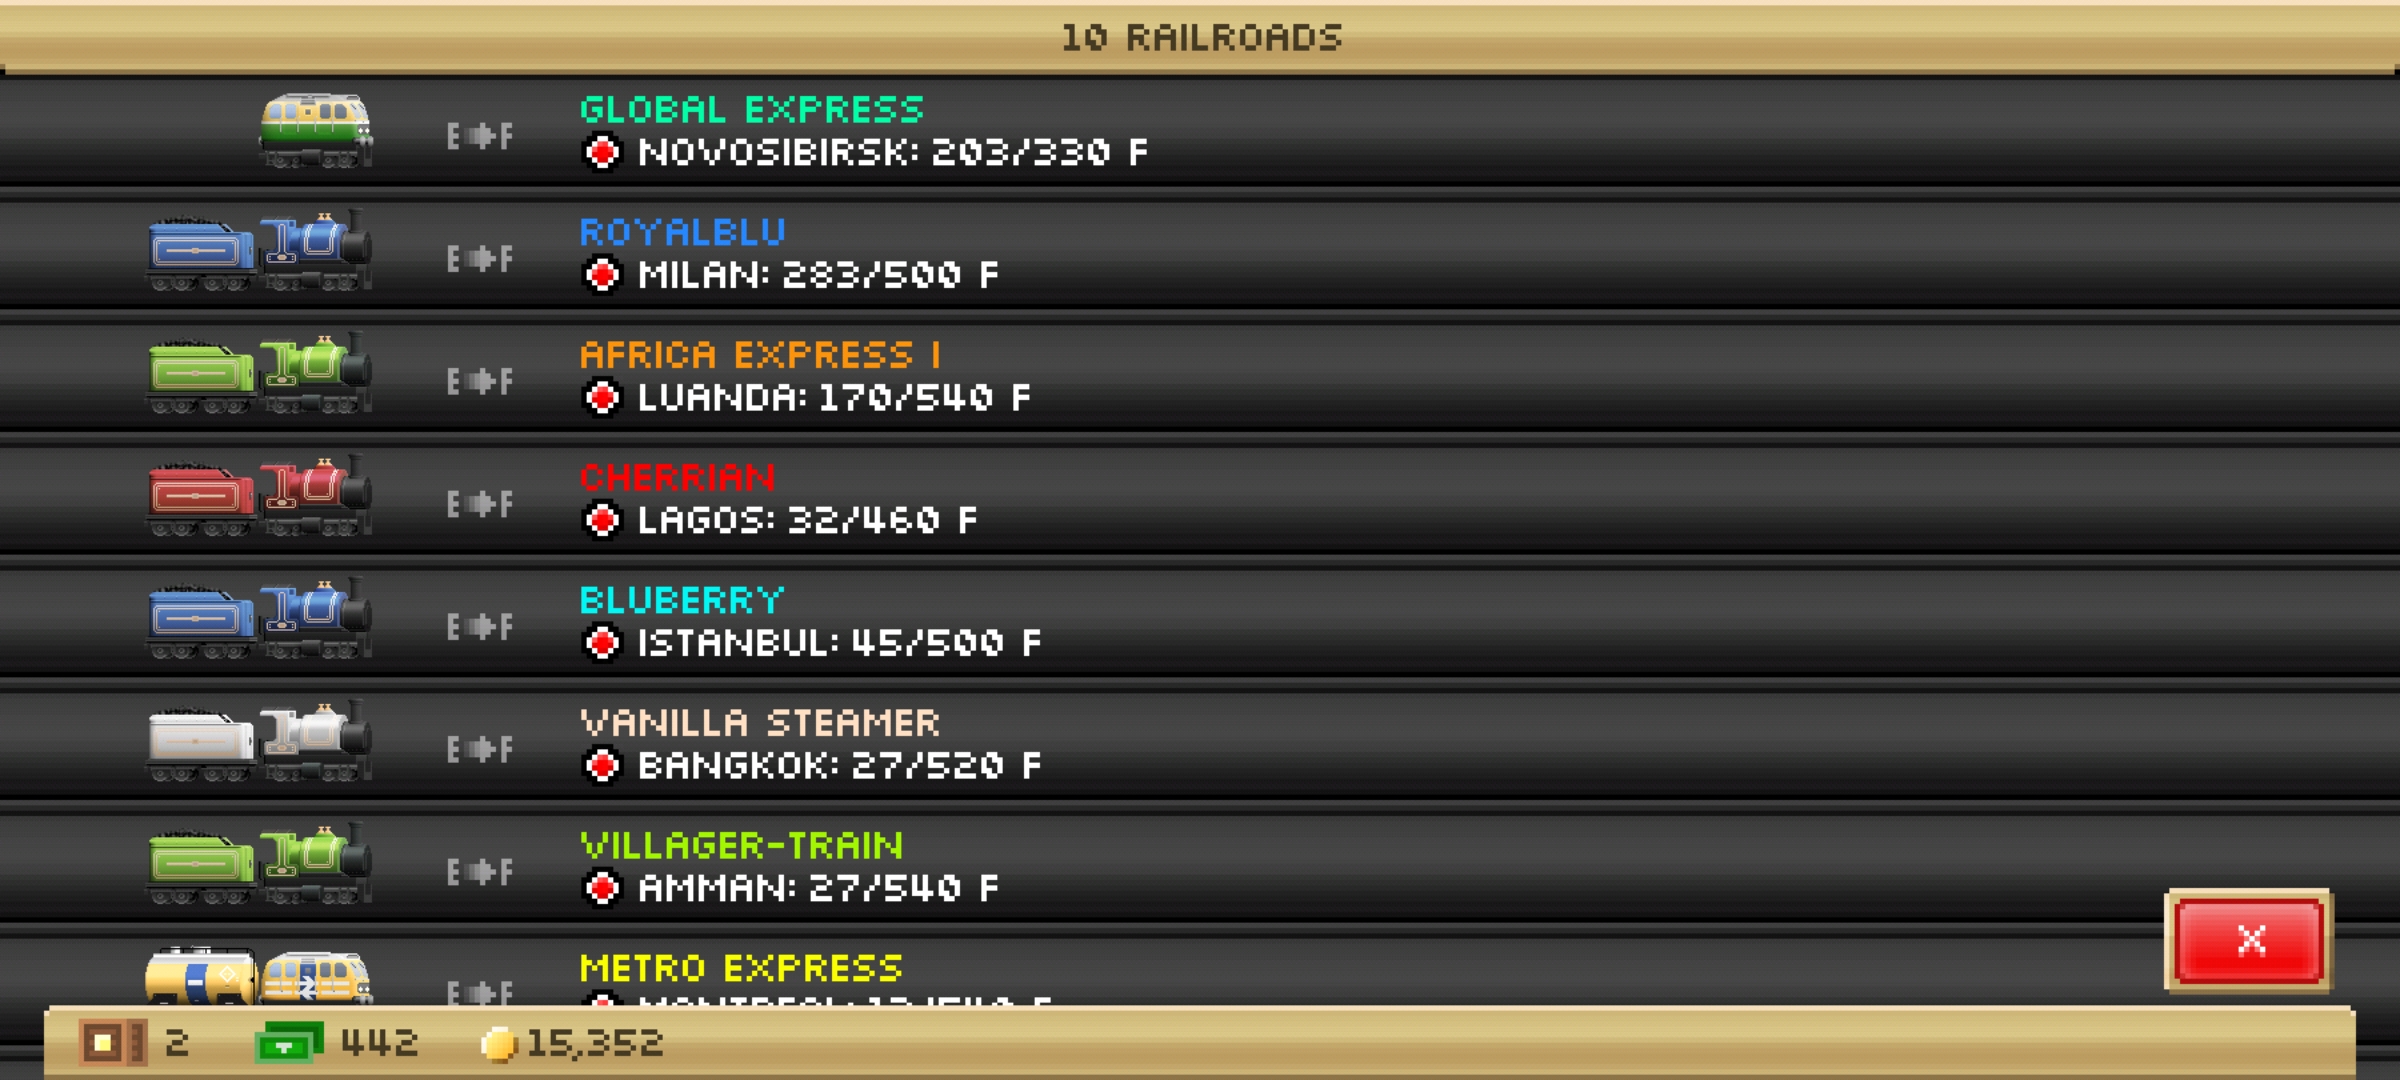 10 RAILROADS
E F
GLOBAL EXPRESS
NOVOSIBIRSK: 203/330 F
E F
ROYALBLU
MILAN: 283/500 F
E F
AFRICA EXPRESS I
LUANDA: 170/540 F
E F
CHERRIAN
LAGOS: 32/460 F
E F
BLUBERRY
ISTANBUL: 45/500 F
E F
VANILLA STEAMER
BANGKOK: 27/520 F
E F
VILLAGER-TRAIN
AMMAN: 27/540 F
X
E F
METRO EXPRESS
2 442 15,352